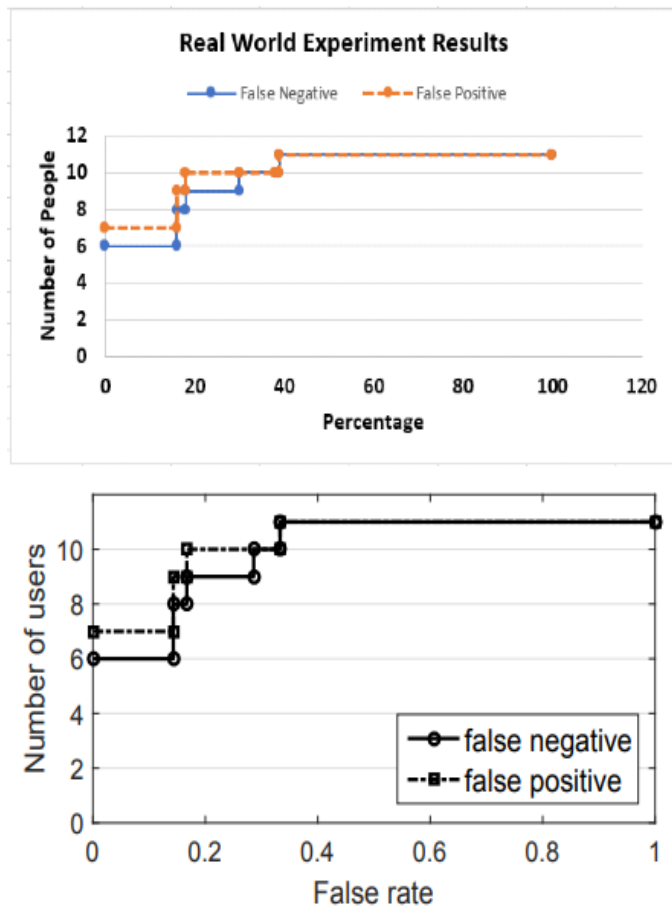 Real World Experiment Results
False Negative False Positive
12
10
8
6
4
2
0
Number of People
0 20 40 60 80 100 120
Percentage
10
8
6
4
2
0
Number of users
false negative
false positive
0 0.2 0.4 0.6 0.8 1
False rate